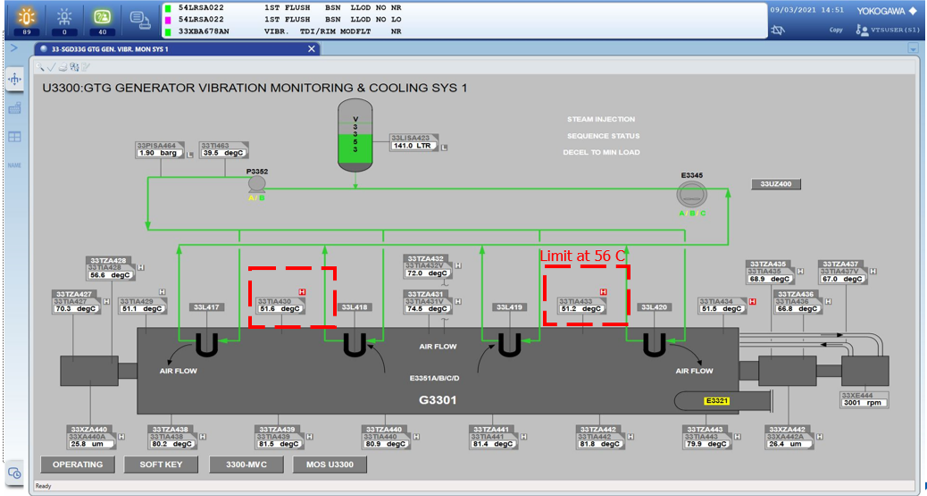 54LRSA022 1ST FLUSH BSN LLOD NO NR
54LRSA022 1ST FLUSH BSN LLOD NO LO
33XBA678AN VIBR. TDI/RIM MODFLT NR
89 0 40
09/03/2021 14:51 YOKOGAWA
Copy VTSUSER(S1)
33-SGD33G GTG GEN. VIBR. MON SYS 1
NAME
U3300:GTG GENERATOR VIBRATION MONITORING & COOLING SYS 1
V3353
33LISA423
141.0 LTR L
STEAM INJECTION
SEQUENCE STATUS
DECEL TO MIN LOAD
33PISA464
1.90 barg L
33TI463
39.5 degC
P3352
A/B
E3345
A/B/C
33UZ400
Limit at 56 C
33TZA428
33TIA428 H
56.6 degC
33TZA427
33TIA427 H
70.3 degC
33TIA429 H
51.1 degC
33L417
33TIA430 H
51.6 degC
33L418
33TZA432
33TIA432V H
72.0 degC
33TZA431
33TIA431V H
74.5 degC
33L419
33TIA433 H
51.2 degC
33L420
33TIA434 H
51.5 degC
33TZA435
33TIA435 H
68.9 degC
33TZA436
33TIA436 H
66.8 degC
33TZA437
33TIA437V H
67.0 degC
AIR FLOW
AIR FLOW
AIR FLOW
E3351A/B/C/D
G3301
E3321
33XE444
3001 rpm
33XZA440
33XA440A H
25.8 um
33TZA438
33TIA438 H
80.2 degC
33TZA439
33TIA439 H
81.5 degC
33TZA440
33TIA440 H
80.9 degC
33TZA441
33TIA441 H
81.4 degC
33TZA442
33TIA442 H
81.8 degC
33TZA443
33TIA443 H
79.9 degC
33XZA442
33XA442A H
26.4 um
OPERATING SOFT KEY 3300-MVC MOS U3300
Ready